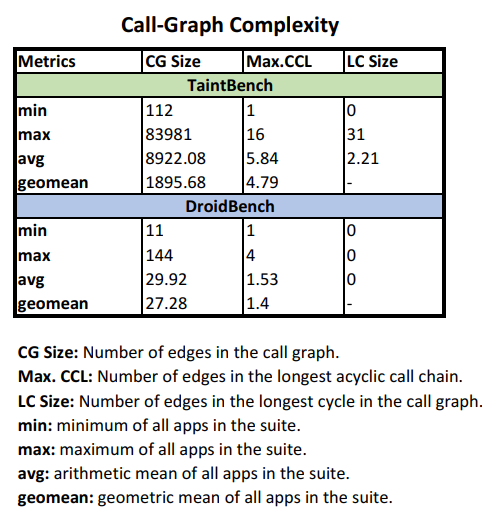 Call-Graph Complexity
Metrics CG Size Max.CCL LC Size
TaintBench
min 112 1 0
max 83981 16 31
avg 8922.08 5.84 2.21
geomean 1895.68 4.79 -
DroidBench
min 11 1 0
max 144 4 0
avg 29.92 1.53 0
geomean 27.28 1.4 -
CG Size: Number of edges in the call graph.
Max. CCL: Number of edges in the longest acyclic call chain.
LC Size: Number of edges in the longest cycle in the call graph.
min: minimum of all apps in the suite.
max: maximum of all apps in the suite.
avg: arithmetic mean of all apps in the suite.
geomean: geometric mean of all apps in the suite.